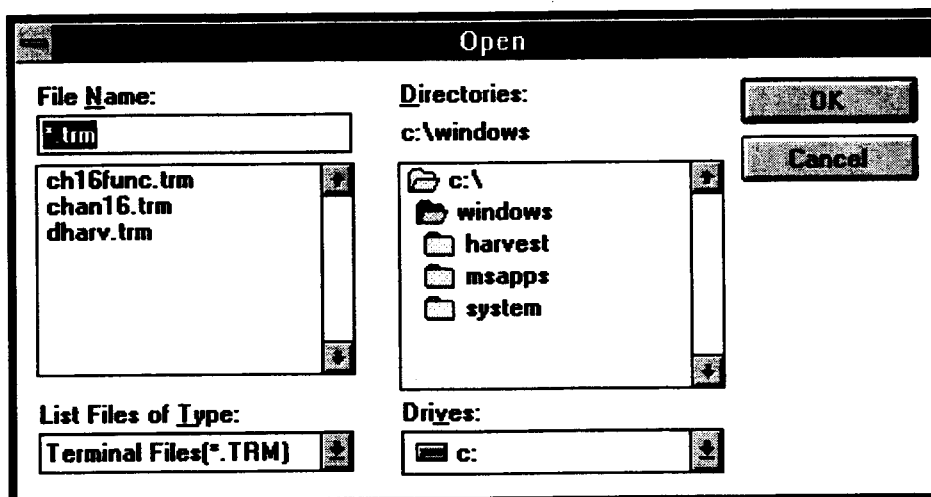 Open
File Name:
*.trm
ch16func.trm
chan16.trm
dharv.trm
List Files of Type:
Terminal Files(*.TRM)
Directories:
c:\windows
c:\
windows
harvest
msapps
system
Drives:
c:
OK
Cancel